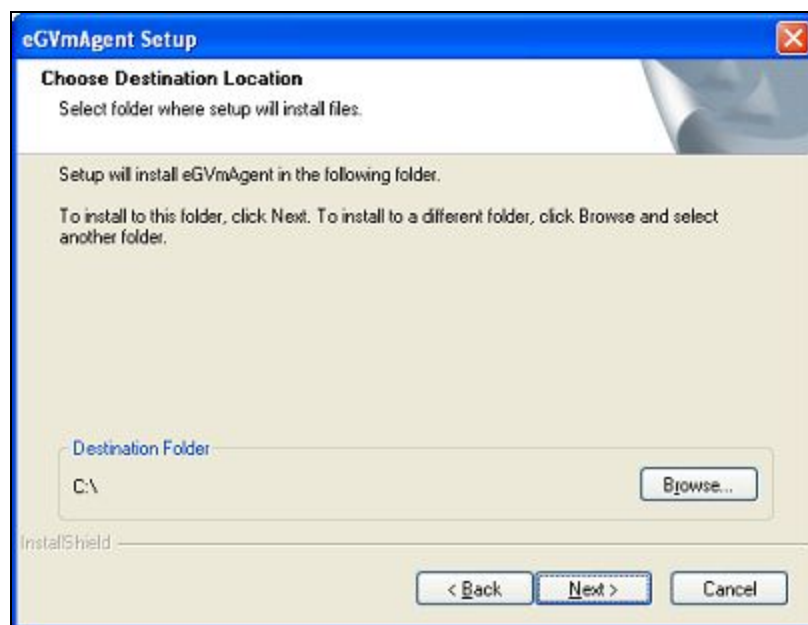 eGVmAgent Setup
Choose Destination Location
Select folder where setup will install files.
Setup will install eGVmAgent in the following folder.
To install to this folder, click Next. To install to a different folder, click Browse and select
another folder.
Destination Folder
C:\
Browse...
InstallShield
< Back
Next >
Cancel